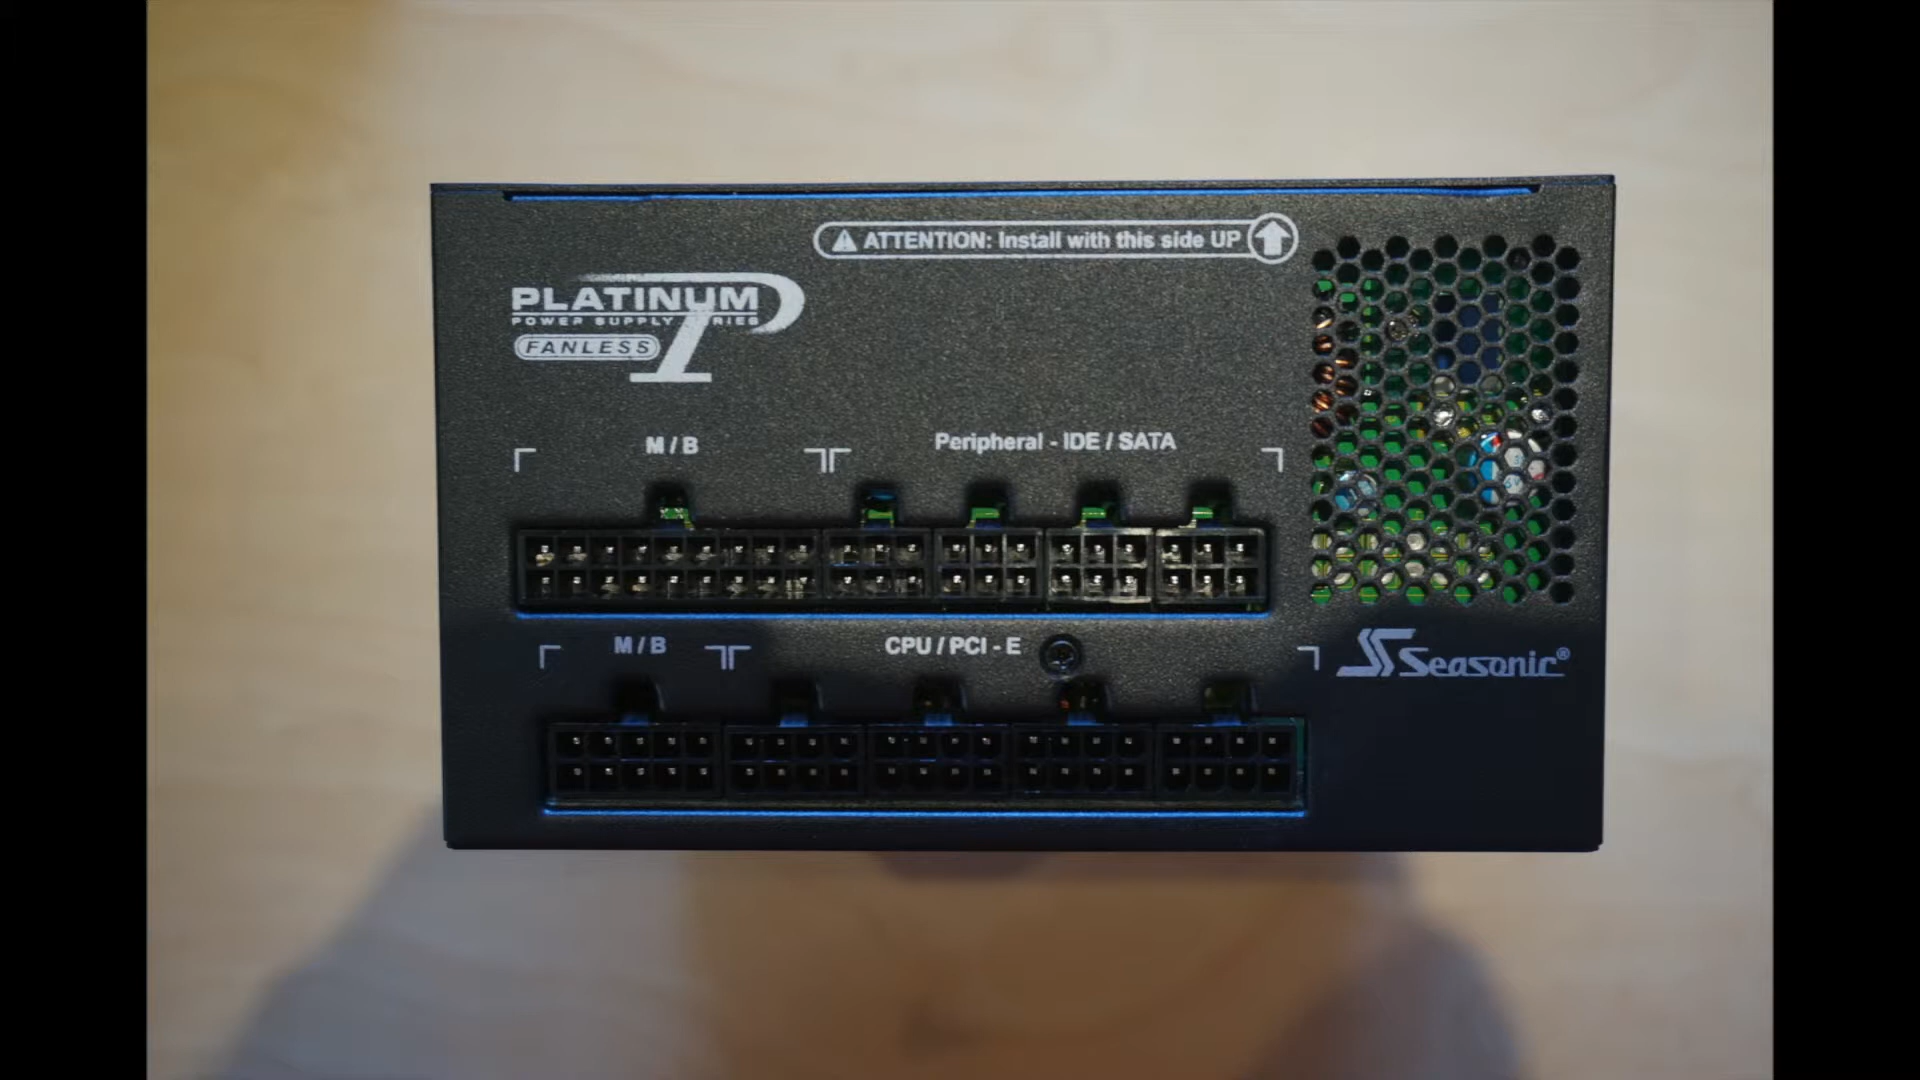 ATTENTION: Install with this side UP
PLATINUM
POWER SUPPLY SERIES
FANLESS
M / B
Peripheral - IDE / SATA
M / B
CPU / PCI - E
Seasonic®